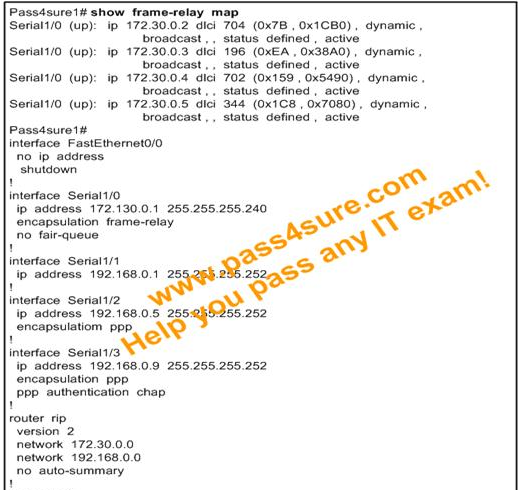 Pass4sure1# show frame-relay map
Serial1/0 (up): ip 172.30.0.2 dlci 704 (0x7B , 0x1CB0) , dynamic ,
broadcast , , status defined , active
Serial1/0 (up): ip 172.30.0.3 dlci 196 (0xEA , 0x38A0) , dynamic ,
broadcast , , status defined , active
Serial1/0 (up): ip 172.30.0.4 dlci 702 (0x159 , 0x5490) , dynamic ,
broadcast , , status defined , active
Serial1/0 (up): ip 172.30.0.5 dlci 344 (0x1C8 , 0x7080) , dynamic ,
broadcast , , status defined , active
Pass4sure1#
interface FastEthernet0/0
no ip address
shutdown
!
interface Serial1/0
ip address 172.130.0.1 255.255.255.240
encapsulation frame-relay
no fair-queue
!
interface Serial1/1
ip address 192.168.0.1 255.255.255.252
!
interface Serial1/2
ip address 192.168.0.5 255.255.255.252
encapsulatiom ppp
!
interface Serial1/3
ip address 192.168.0.9 255.255.255.252
encapsulation ppp
ppp authentication chap
!
router rip
version 2
network 172.30.0.0
network 192.168.0.0
no auto-summary
!
www.pass4sure.com
Help you pass any IT exam!